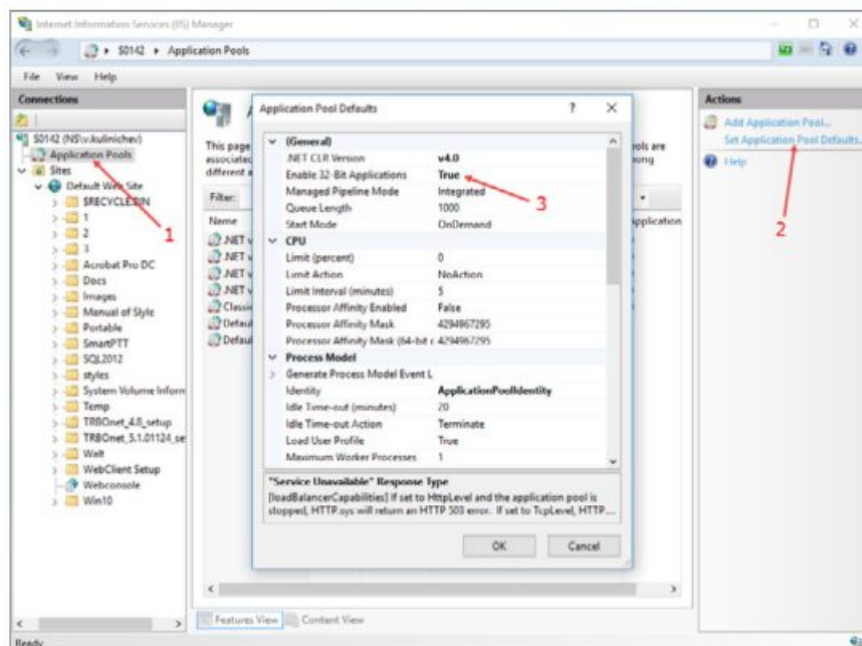 Internet Information Services (IIS) Manager
S0142 Application Pools
File View Help
Connections
S0142 (NS\v.kulinichev)
Application Pools
Sites
Default Web Site
$RECYCLE.BIN
1
2
3
Acrobat Pro DC
Docs
Images
Manual of Style
Portable
SmartPTT
SQL2012
styles
System Volume Inform
Temp
TRBOnet_4.8_setup
TRBOnet_5.1.01124_se
Walt
WebClient Setup
Webconsole
Win10
1
A
This page
associated
different a
ools are
mong
Filter:
Name
Application
.NET v
.NET v
.NET v
.NET v
Classi
Defaul
Defaul
Application Pool Defaults
(General)
.NET CLR Version v4.0
Enable 32-Bit Applications True
Managed Pipeline Mode Integrated
Queue Length 1000
Start Mode OnDemand
3
CPU
Limit (percent) 0
Limit Action NoAction
Limit Interval (minutes) 5
Processor Affinity Enabled False
Processor Affinity Mask 4294967295
Processor Affinity Mask (64-bit o 4294967295
Process Model
Generate Process Model Event L
Identity ApplicationPoolIdentity
Idle Time-out (minutes) 20
Idle Time-out Action Terminate
Load User Profile True
Maximum Worker Processes 1
"Service Unavailable" Response Type
[loadBalancerCapabilities] If set to HttpLevel and the application pool is
stopped, HTTP.sys will return an HTTP 503 error. If set to TcpLevel, HTTP....
OK Cancel
Features View Content View
Actions
Add Application Pool...
Set Application Pool Defaults...
Help
2
Ready